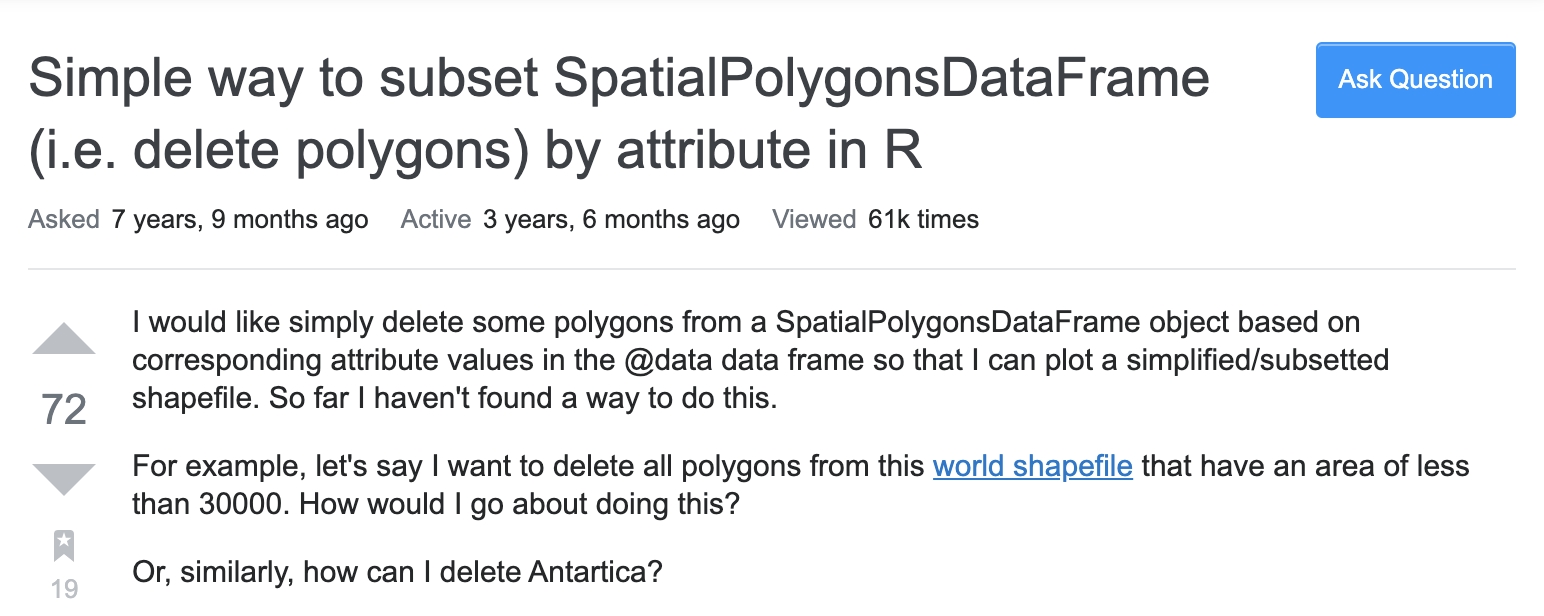 Simple way to subset SpatialPolygonsDataFrame
(i.e. delete polygons) by attribute in R
Ask Question
Asked 7 years, 9 months ago Active 3 years, 6 months ago Viewed 61k times
I would like simply delete some polygons from a SpatialPolygonsDataFrame object based on
corresponding attribute values in the @data data frame so that I can plot a simplified/subsetted
shapefile. So far I haven't found a way to do this.
72
For example, let's say I want to delete all polygons from this world shapefile that have an area of less
than 30000. How would I go about doing this?
Or, similarly, how can I delete Antartica?
19